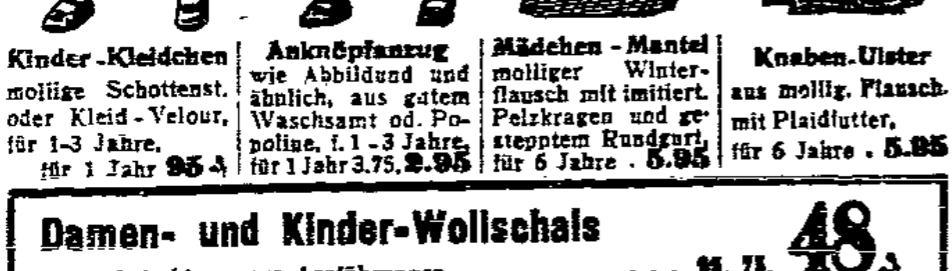 Kinder-Kleidchen
mollige Schottenst.
oder Kleid-Velour,
für 1-3 Jahre,
für 1 Jahr 95 ₰
Anknöpfanzug
wie Abbildund und
ähnlich, aus gutem
Waschsamt od. Po-
poline, f. 1-3 Jahre,
für 1 Jahr 3.75, 2.95
Mädchen-Mantel
molliger Winter-
flausch mit imitiert.
Pelzkragen und ge-
stepptem Rundgurt,
für 6 Jahre . 5.95
Knaben-Ulster
aus mollig. Flausch
mit Plaidfutter,
für 6 Jahre . 5.95
Damen- und Kinder-Wollschals
48